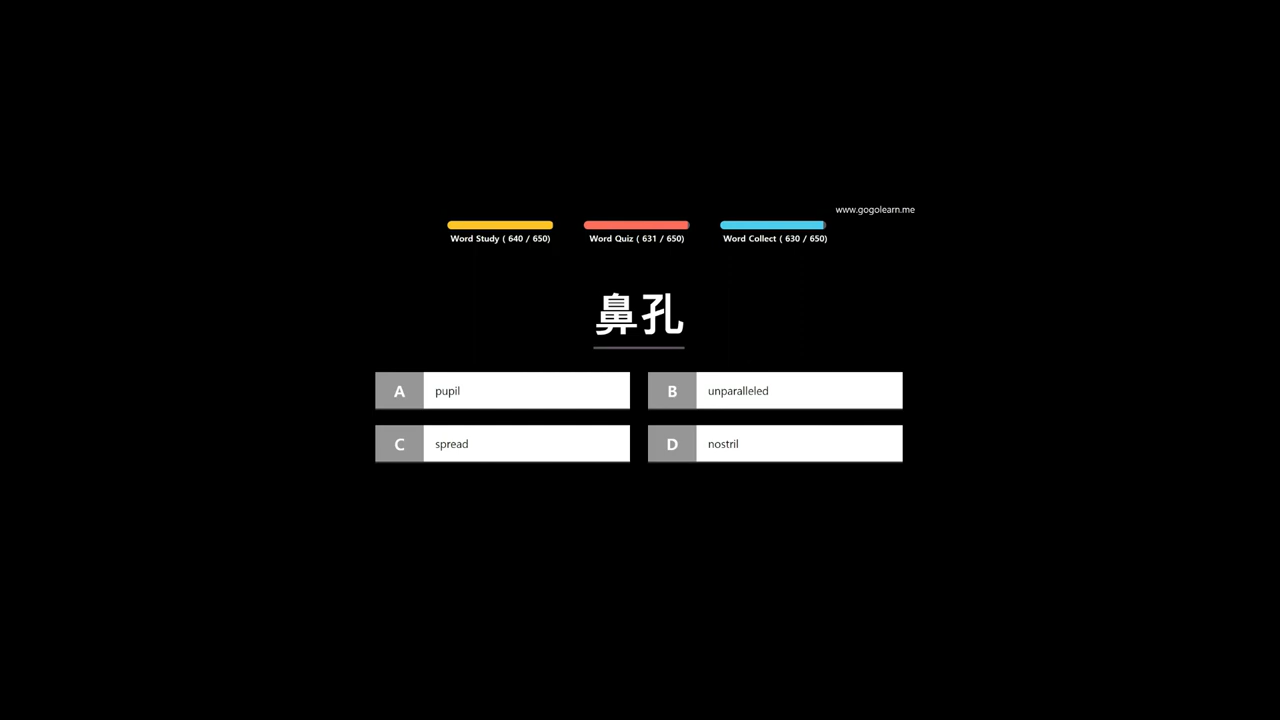 www.gogolearn.me
Word Study ( 640 / 650)
Word Quiz ( 631 / 650)
Word Collect ( 630 / 650)
鼻孔
A pupil
B unparalleled
C spread
D nostril